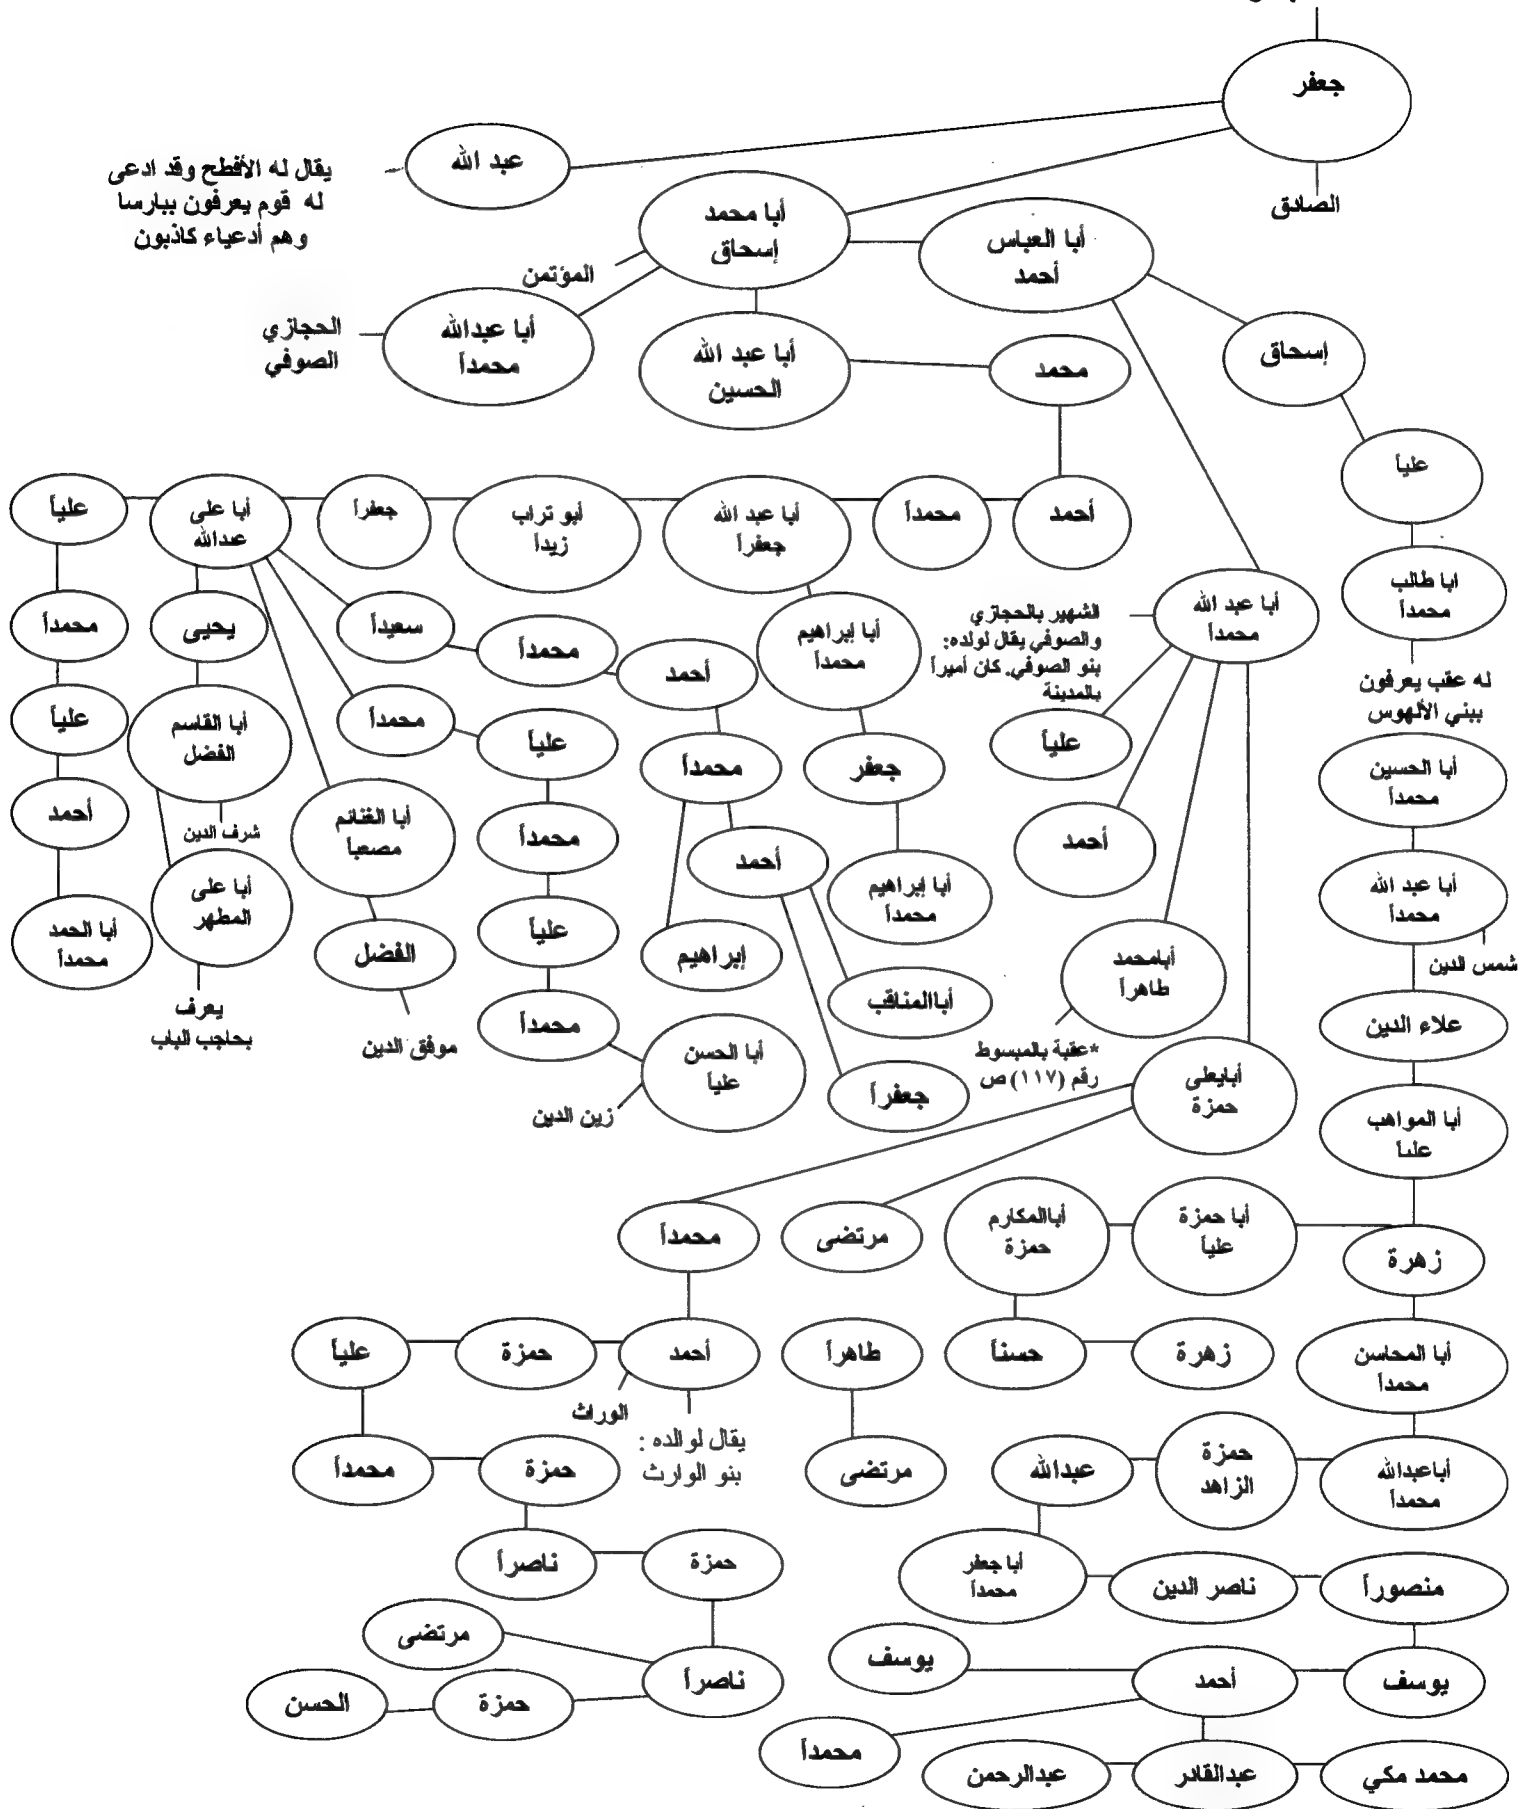 جعفر
الصادق
عبد الله
يقال له الأفطح وقد ادعى
له قوم يعرفون ببارسا
وهم أدعياء كاذبون
أبا محمد
إسحاق
المؤتمن
أبا العباس
أحمد
أبا عبدالله
محمداً
الحجازي
الصوفي
أبا عبد الله
الحسين
محمد
إسحاق
علياً
أحمد
محمداً
أبا عبد الله
جعفراً
أبو تراب
زيداً
جعفراً
أبا على
عبدالله
علياً
ابا طالب
محمداً
له عقب يعرفون
ببني الألهوس
أبا عبد الله
محمداً
الشهير بالحجازي
والصوفي يقال لولده:
بنو الصوفي. كان أميراً
بالمدينة
أبا إبراهيم
محمداً
أحمد
محمداً
سعيداً
يحيى
محمداً
علياً
جعفر
محمداً
علياً
محمداً
أبا القاسم
الفضل
شرف الدين
علياً
أبا الحسين
محمداً
أحمد
أبا إبراهيم
محمداً
أحمد
محمداً
أبا الغنائم
مصعباً
أحمد
أبا عبد الله
محمداً
شمس الدين
أبامحمد
طاهراً
*عقبة بالمبسوط
رقم (١١٧) ص
إبراهيم
علياً
الفضل
موفق الدين
أبا على
المطهر
يعرف
بحاجب الباب
أبا الحمد
محمداً
علاء الدين
أباالمناقب
محمداً
أبا الحسن
علياً
زين الدين
جعفراً
أبايعلى
حمزة
أبا المواهب
علياً
زهرة
أبا حمزة
علياً
أباالمكارم
حمزة
مرتضى
محمداً
أبا المحاسن
محمداً
زهرة
حسناً
طاهراً
أحمد
حمزة
علياً
الوراث
يقال لوالده :
بنو الوارث
أباعبدالله
محمداً
حمزة
الزاهد
عبدالله
مرتضى
حمزة
محمداً
منصوراً
ناصر الدين
أبا جعفر
محمداً
حمزة
ناصراً
يوسف
أحمد
يوسف
ناصراً
مرتضى
حمزة
الحسن
محمداً
محمد مكي
عبدالقادر
عبدالرحمن